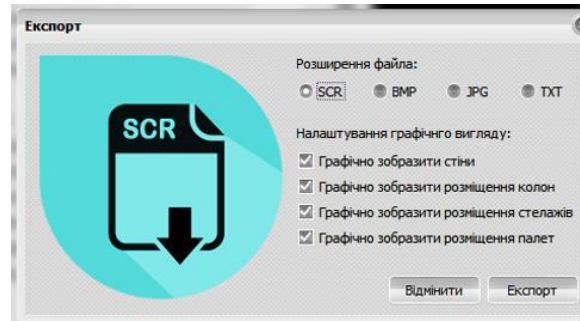 Експорт
Розширення файла:
SCR BMP JPG TXT
SCR
Налаштування графічнго вигляду:
Графічно зобразити стіни
Графічно зобразити розміщення колон
Графічно зобразити розміщення стелажів
Графічно зобразити розміщення палет
Відмінити Експорт